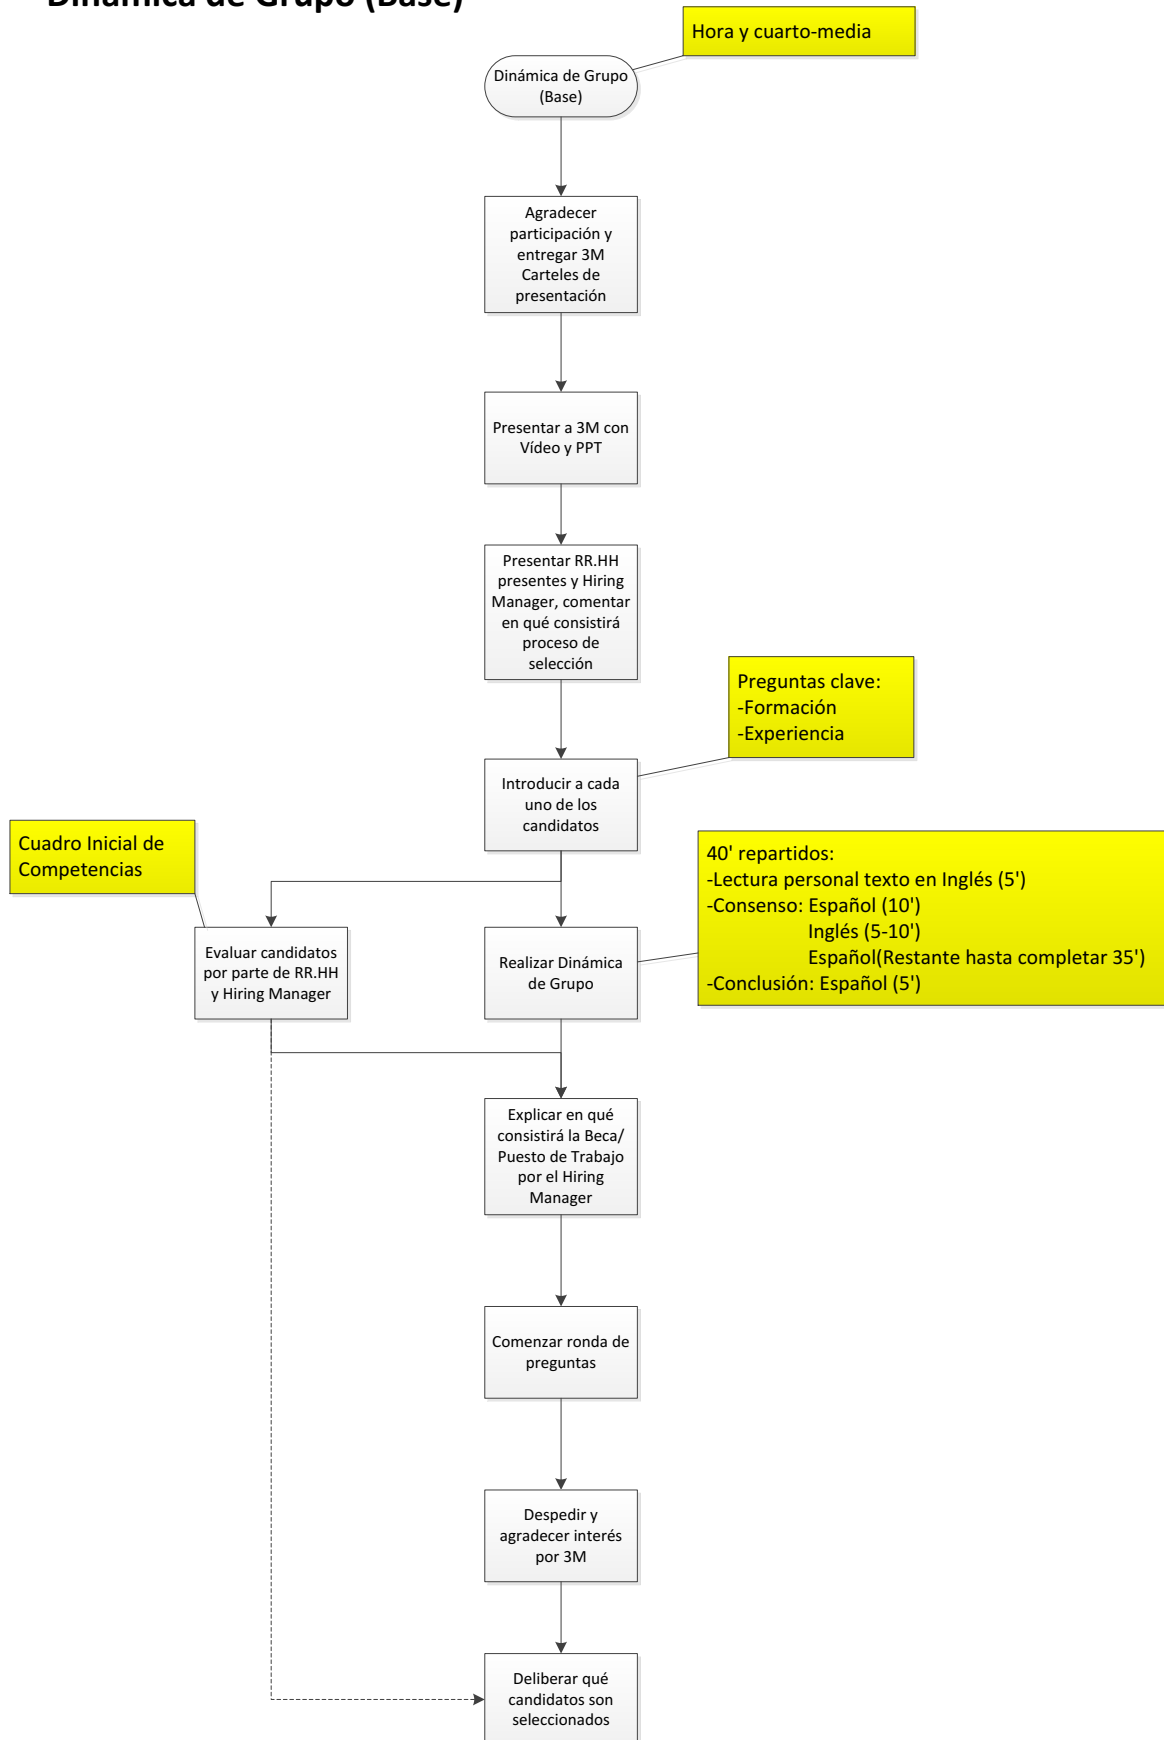 Dinámica de Grupo (Base)
Hora y cuarto-media
Dinámica de Grupo
(Base)
Agradecer
participación y
entregar 3M
Carteles de
presentación
Presentar a 3M con
Vídeo y PPT
Presentar RR.HH
presentes y Hiring
Manager, comentar
en qué consistirá
proceso de
selección
Preguntas clave:
-Formación
-Experiencia
Introducir a cada
uno de los
candidatos
Cuadro Inicial de
Competencias
40' repartidos:
-Lectura personal texto en Inglés (5')
-Consenso: Español (10')
Inglés (5-10')
Español(Restante hasta completar 35')
-Conclusión: Español (5')
Evaluar candidatos
por parte de RR.HH
y Hiring Manager
Realizar Dinámica
de Grupo
Explicar en qué
consistirá la Beca/
Puesto de Trabajo
por el Hiring
Manager
Comenzar ronda de
preguntas
Despedir y
agradecer interés
por 3M
Deliberar qué
candidatos son
seleccionados